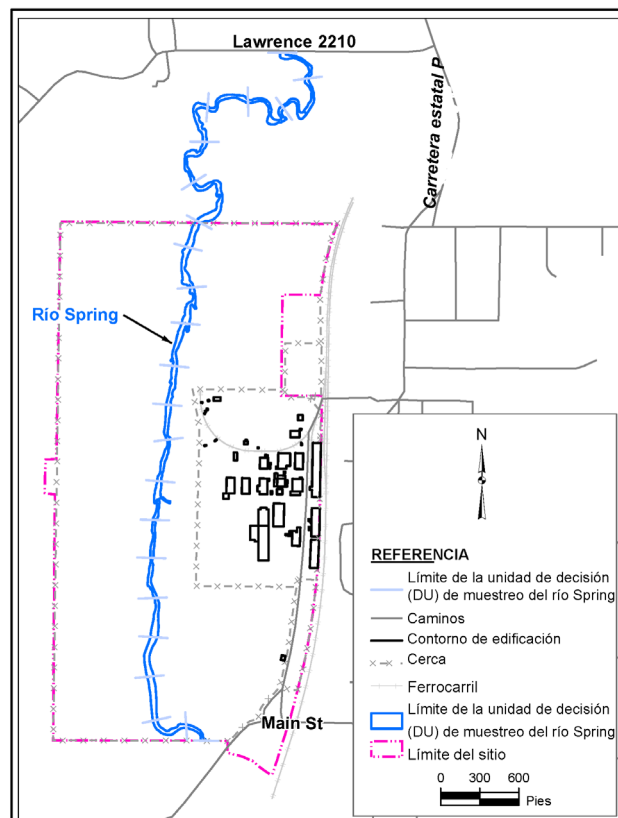 Lawrence 2210
Carretera estatal P
Río Spring
Main St
N
REFERENCIA
Límite de la unidad de decisión
(DU) de muestreo del río Spring
Caminos
Contorno de edificación
Cerca
Ferrocarril
Límite de la unidad de decisión
(DU) de muestreo del río Spring
Límite del sitio
0 300 600
Pies